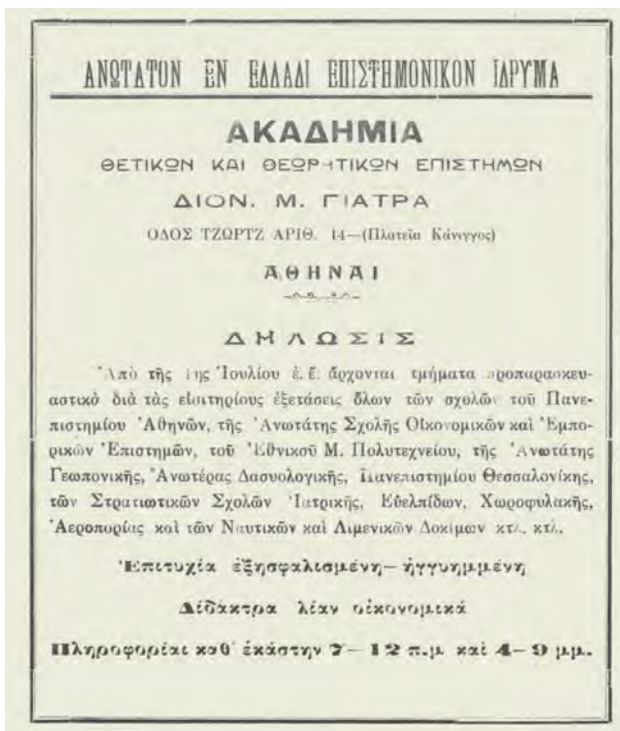 ΑΝΩΤΑΤΟΝ ΕΝ ΕΛΛΑΔΙ ΕΠΙΣΤΗΜΟΝΙΚΟΝ ΙΔΡΥΜΑ
ΑΚΑΔΗΜΙΑ
ΘΕΤΙΚΩΝ ΚΑΙ ΘΕΩΡΗΤΙΚΩΝ ΕΠΙΣΤΗΜΩΝ
ΔΙΟΝ. Μ. ΓΙΑΤΡΑ
ΟΔΟΣ ΤΖΩΡΤΖ ΑΡΙΘ. 14—(Πλατεῖα Κάνιγγος)
ΑΘΗΝΑΙ
ΔΗΛΩΣΙΣ
Ἀπὸ τῆς 1ης Ἰουλίου ἐ. ἔ. ἄρχονται τμήματα προπαρασκευ-
αστικὰ διὰ τὰς εἰσιτηρίους ἐξετάσεις ὅλων τῶν σχολῶν τοῦ Πανε-
πιστημίου Ἀθηνῶν, τῆς Ἀνωτάτης Σχολῆς Οἰκονομικῶν καὶ Ἐμπο-
ρικῶν Ἐπιστημῶν, τοῦ Ἐθνικοῦ Μ. Πολυτεχνείου, τῆς Ἀνωτάτης
Γεωπονικῆς, Ἀνωτέρας Δασολογικῆς, Πανεπιστημίου Θεσσαλονίκης,
τῶν Στρατιωτικῶν Σχολῶν Ἰατρικῆς, Εὐελπίδων, Χωροφυλακῆς,
Ἀεροπορίας καὶ τῶν Ναυτικῶν καὶ Λιμενικῶν Δοκίμων κτλ. κτλ.
Ἐπιτυχία ἐξησφαλισμένη— ἠγγυημμένη
Δίδακτρα λίαν οἰκονομικά
Πληροφορίαι καθ' ἑκάστην 7— 12 π.μ. καὶ 4— 9 μμ.